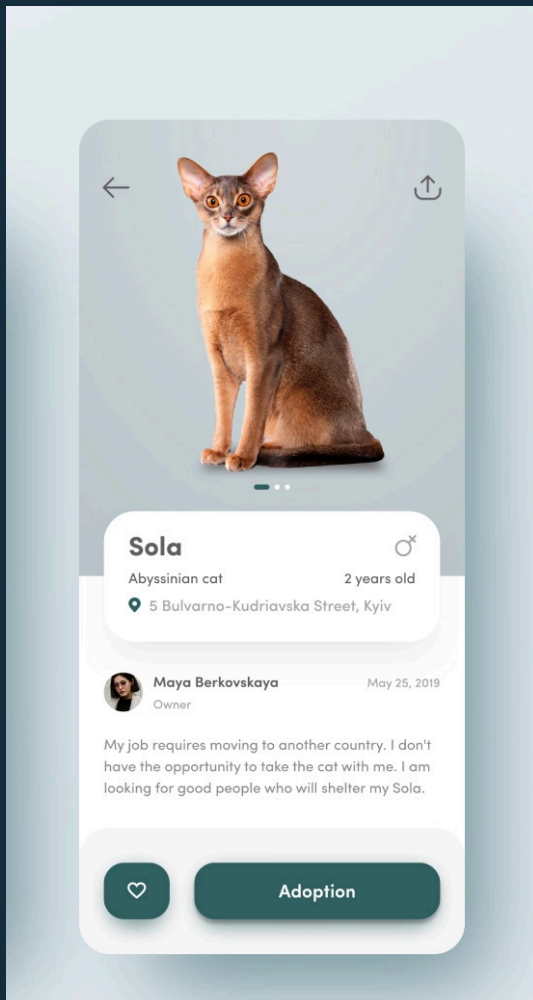 Sola
Abyssinian cat 2 years old
5 Bulvarno-Kudriavska Street, Kyiv
Maya Berkovskaya May 25, 2019
Owner
My job requires moving to another country. I don't
have the opportunity to take the cat with me. I am
looking for good people who will shelter my Sola.
Adoption